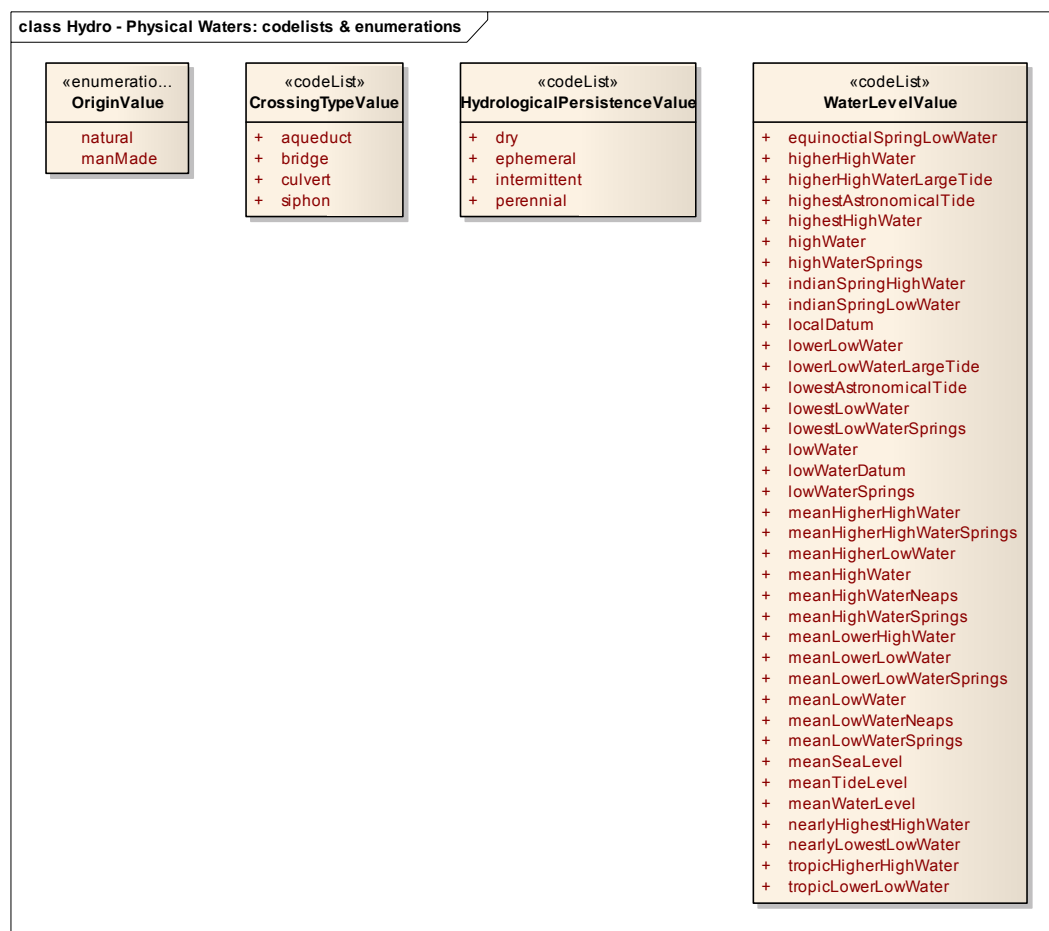 class Hydro - Physical Waters: codelists & enumerations
«enumeratio...
OriginValue
natural
manMade
«codeList»
CrossingTypeValue
+ aqueduct
+ bridge
+ culvert
+ siphon
«codeList»
HydrologicalPersistenceValue
+ dry
+ ephemeral
+ intermittent
+ perennial
«codeList»
WaterLevelValue
+ equinoctialSpringLowWater
+ higherHighWater
+ higherHighWaterLargeTide
+ highestAstronomicalTide
+ highestHighWater
+ highWater
+ highWaterSprings
+ indianSpringHighWater
+ indianSpringLowWater
+ localDatum
+ lowerLowWater
+ lowerLowWaterLargeTide
+ lowestAstronomicalTide
+ lowestLowWater
+ lowestLowWaterSprings
+ lowWater
+ lowWaterDatum
+ lowWaterSprings
+ meanHigherHighWater
+ meanHigherHighWaterSprings
+ meanHigherLowWater
+ meanHighWater
+ meanHighWaterNeaps
+ meanHighWaterSprings
+ meanLowerHighWater
+ meanLowerLowWater
+ meanLowerLowWaterSprings
+ meanLowWater
+ meanLowWaterNeaps
+ meanLowWaterSprings
+ meanSeaLevel
+ meanTideLevel
+ meanWaterLevel
+ nearlyHighestHighWater
+ nearlyLowestLowWater
+ tropicHigherHighWater
+ tropicLowerLowWater